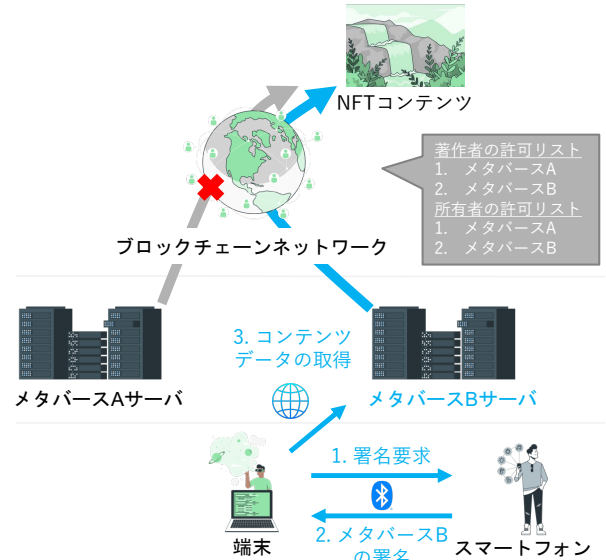 NFTコンテンツ
著作者の許可リスト
1. メタバースA
2. メタバースB
所有者の許可リスト
1. メタバースA
2. メタバースB
ブロックチェーンネットワーク
3. コンテンツ
データの取得
メタバースAサーバ
メタバースBサーバ
1. 署名要求
2. メタバースB
の署名
端末
スマートフォン